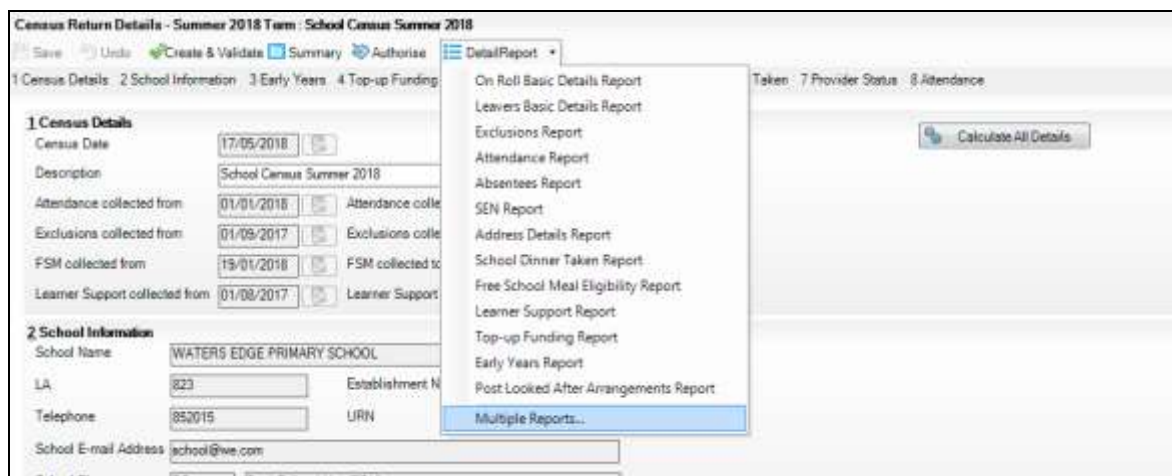 Census Return Details - Summer 2018 Term : School Census Summer 2018
Save Undo Create & Validate Summary Authorise DetailReport
1 Census Details 2 School Information 3 Early Years 4 Top-up Funding Taken 7 Provider Status 8 Attendance
On Roll Basic Details Report
Leavers Basic Details Report
Exclusions Report
Attendance Report
Absentees Report
SEN Report
Address Details Report
School Dinner Taken Report
Free School Meal Eligibility Report
Learner Support Report
Top-up Funding Report
Early Years Report
Post Looked After Arrangements Report
Multiple Reports...
1 Census Details
Calculate All Details
Census Date 17/05/2018
Description School Census Summer 2018
Attendance collected from 01/01/2018 Attendance colle
Exclusions collected from 01/09/2017 Exclusions colle
FSM collected from 19/01/2018 FSM collected to
Learner Support collected from 01/08/2017 Learner Support
2 School Information
School Name WATERS EDGE PRIMARY SCHOOL
LA 823 Establishment N
Telephone 852015 URN
School E-mail Address school@we.com